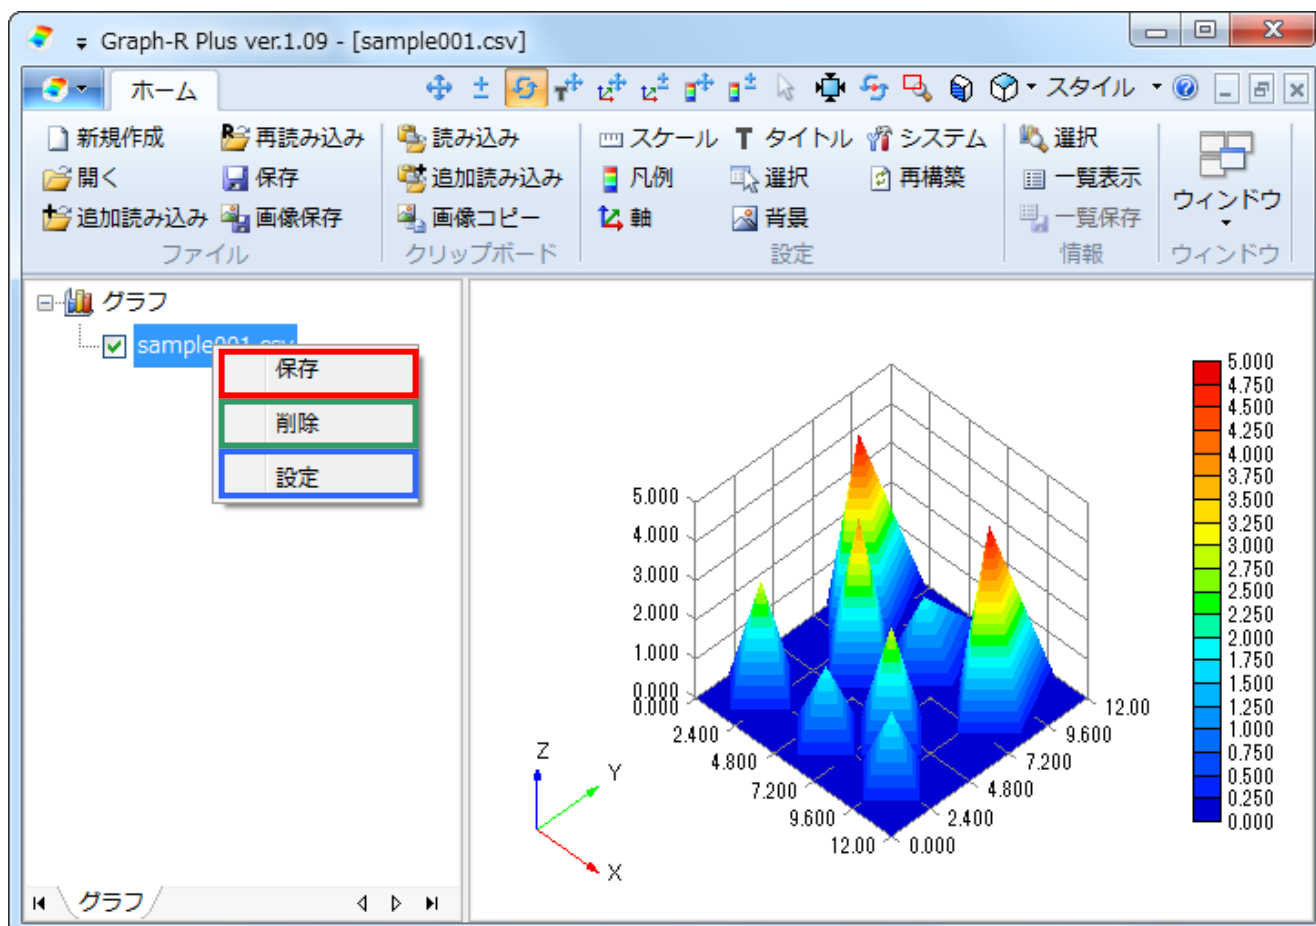 Graph-R Plus ver.1.09 - [sample001.csv]
ホーム
スタイル
新規作成 再読み込み 読み込み スケール タイトル システム 選択
開く 保存 追加読み込み 凡例 選択 再構築 一覧表示
ウィンドウ
追加読み込み 画像保存 画像コピー 軸 背景 一覧保存
ファイル クリップボード 設定 情報 ウィンドウ
グラフ
sample001.csv
保存
削除
設定
5.000
4.000
3.000
2.000
1.000
0.000
0.000
2.400
4.800
7.200
9.600
12.00
0.000
2.400
4.800
7.200
9.600
12.00
Z
Y
X
5.000
4.750
4.500
4.250
4.000
3.750
3.500
3.250
3.000
2.750
2.500
2.250
2.000
1.750
1.500
1.250
1.000
0.750
0.500
0.250
0.000
グラフ